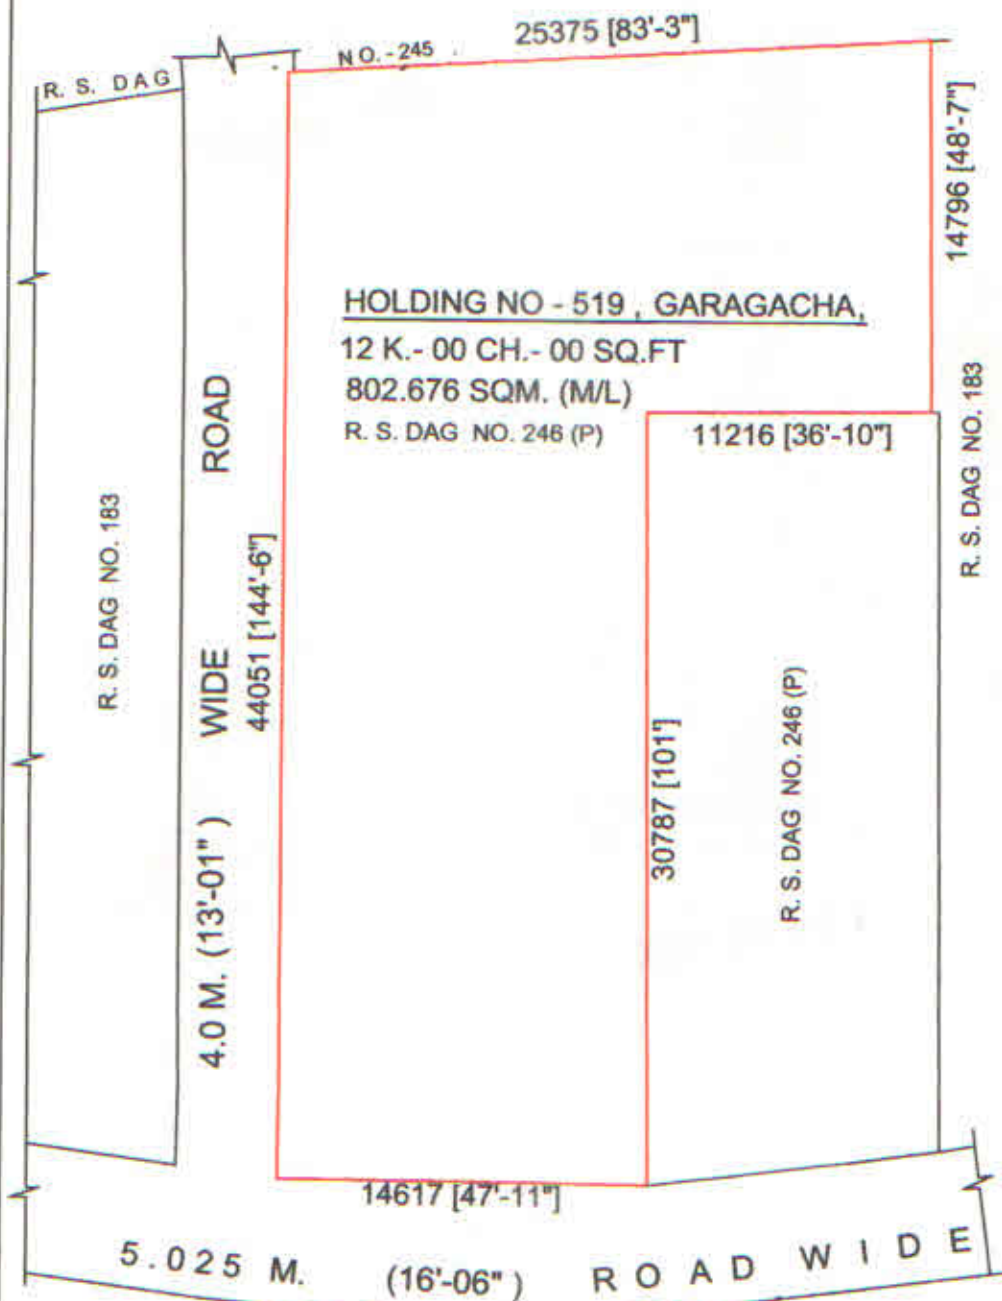 25375 [83'-3"]
R. S. DAG
NO.-245
14796 [48'-7"]
HOLDING NO - 519 , GARAGACHA,
12 K.- 00 CH.- 00 SQ.FT
802.676 SQM. (M/L)
R. S. DAG NO. 246 (P)
11216 [36'-10"]
R. S. DAG NO. 183
R. S. DAG NO. 183
4.0 M. (13'-01" ) WIDE ROAD
44051 [144'-6"]
30787 [101']
R. S. DAG NO. 246 (P)
14617 [47'-11"]
5.025 M. (16'-06" ) ROAD WIDE